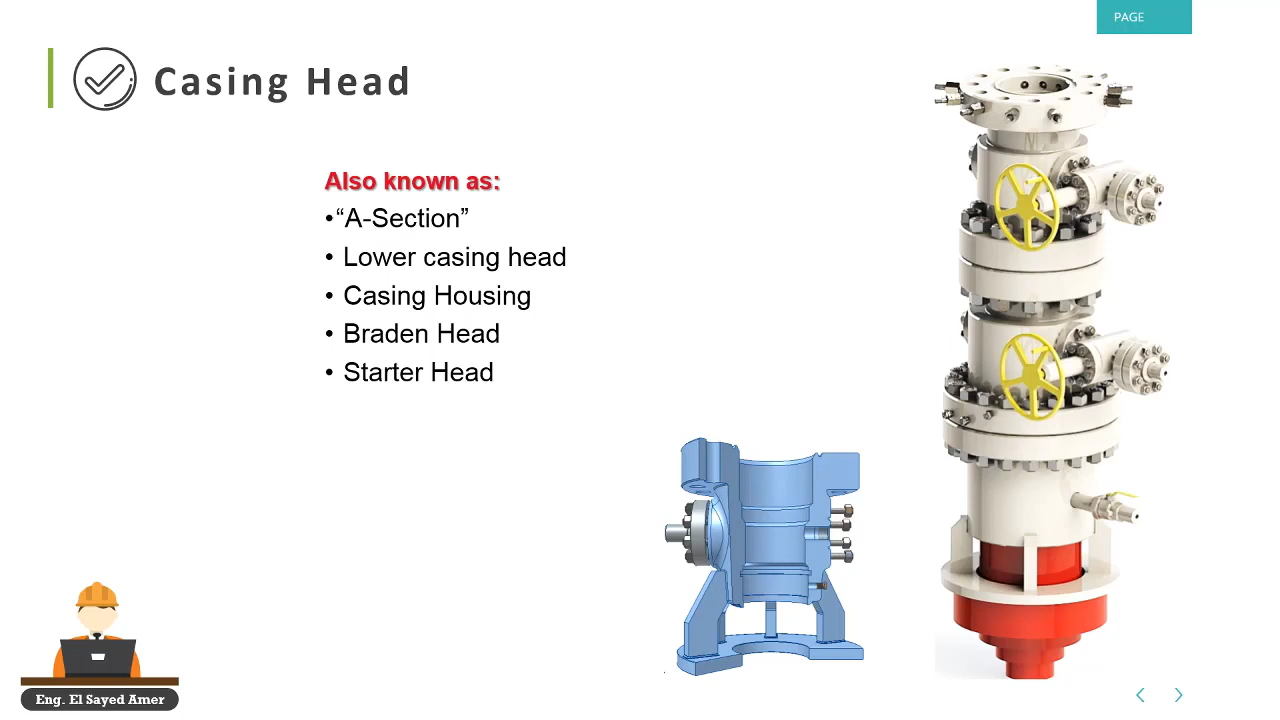 PAGE
Casing Head
Also known as:
•“A-Section”
• Lower casing head
• Casing Housing
• Braden Head
• Starter Head
Eng. El Sayed Amer